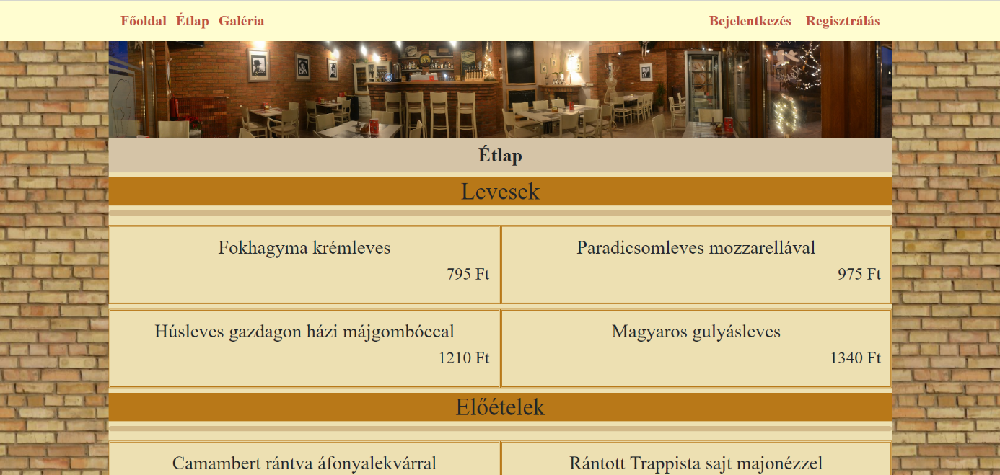 Főoldal Étlap Galéria Bejelentkezés Regisztrálás
Étlap
Levesek
Fokhagyma krémleves
795 Ft
Paradicsomleves mozzarellával
975 Ft
Húsleves gazdagon házi májgombóccal
1210 Ft
Magyaros gulyásleves
1340 Ft
Előételek
Camambert rántva áfonyalekvárral
Rántott Trappista sajt majonézzel